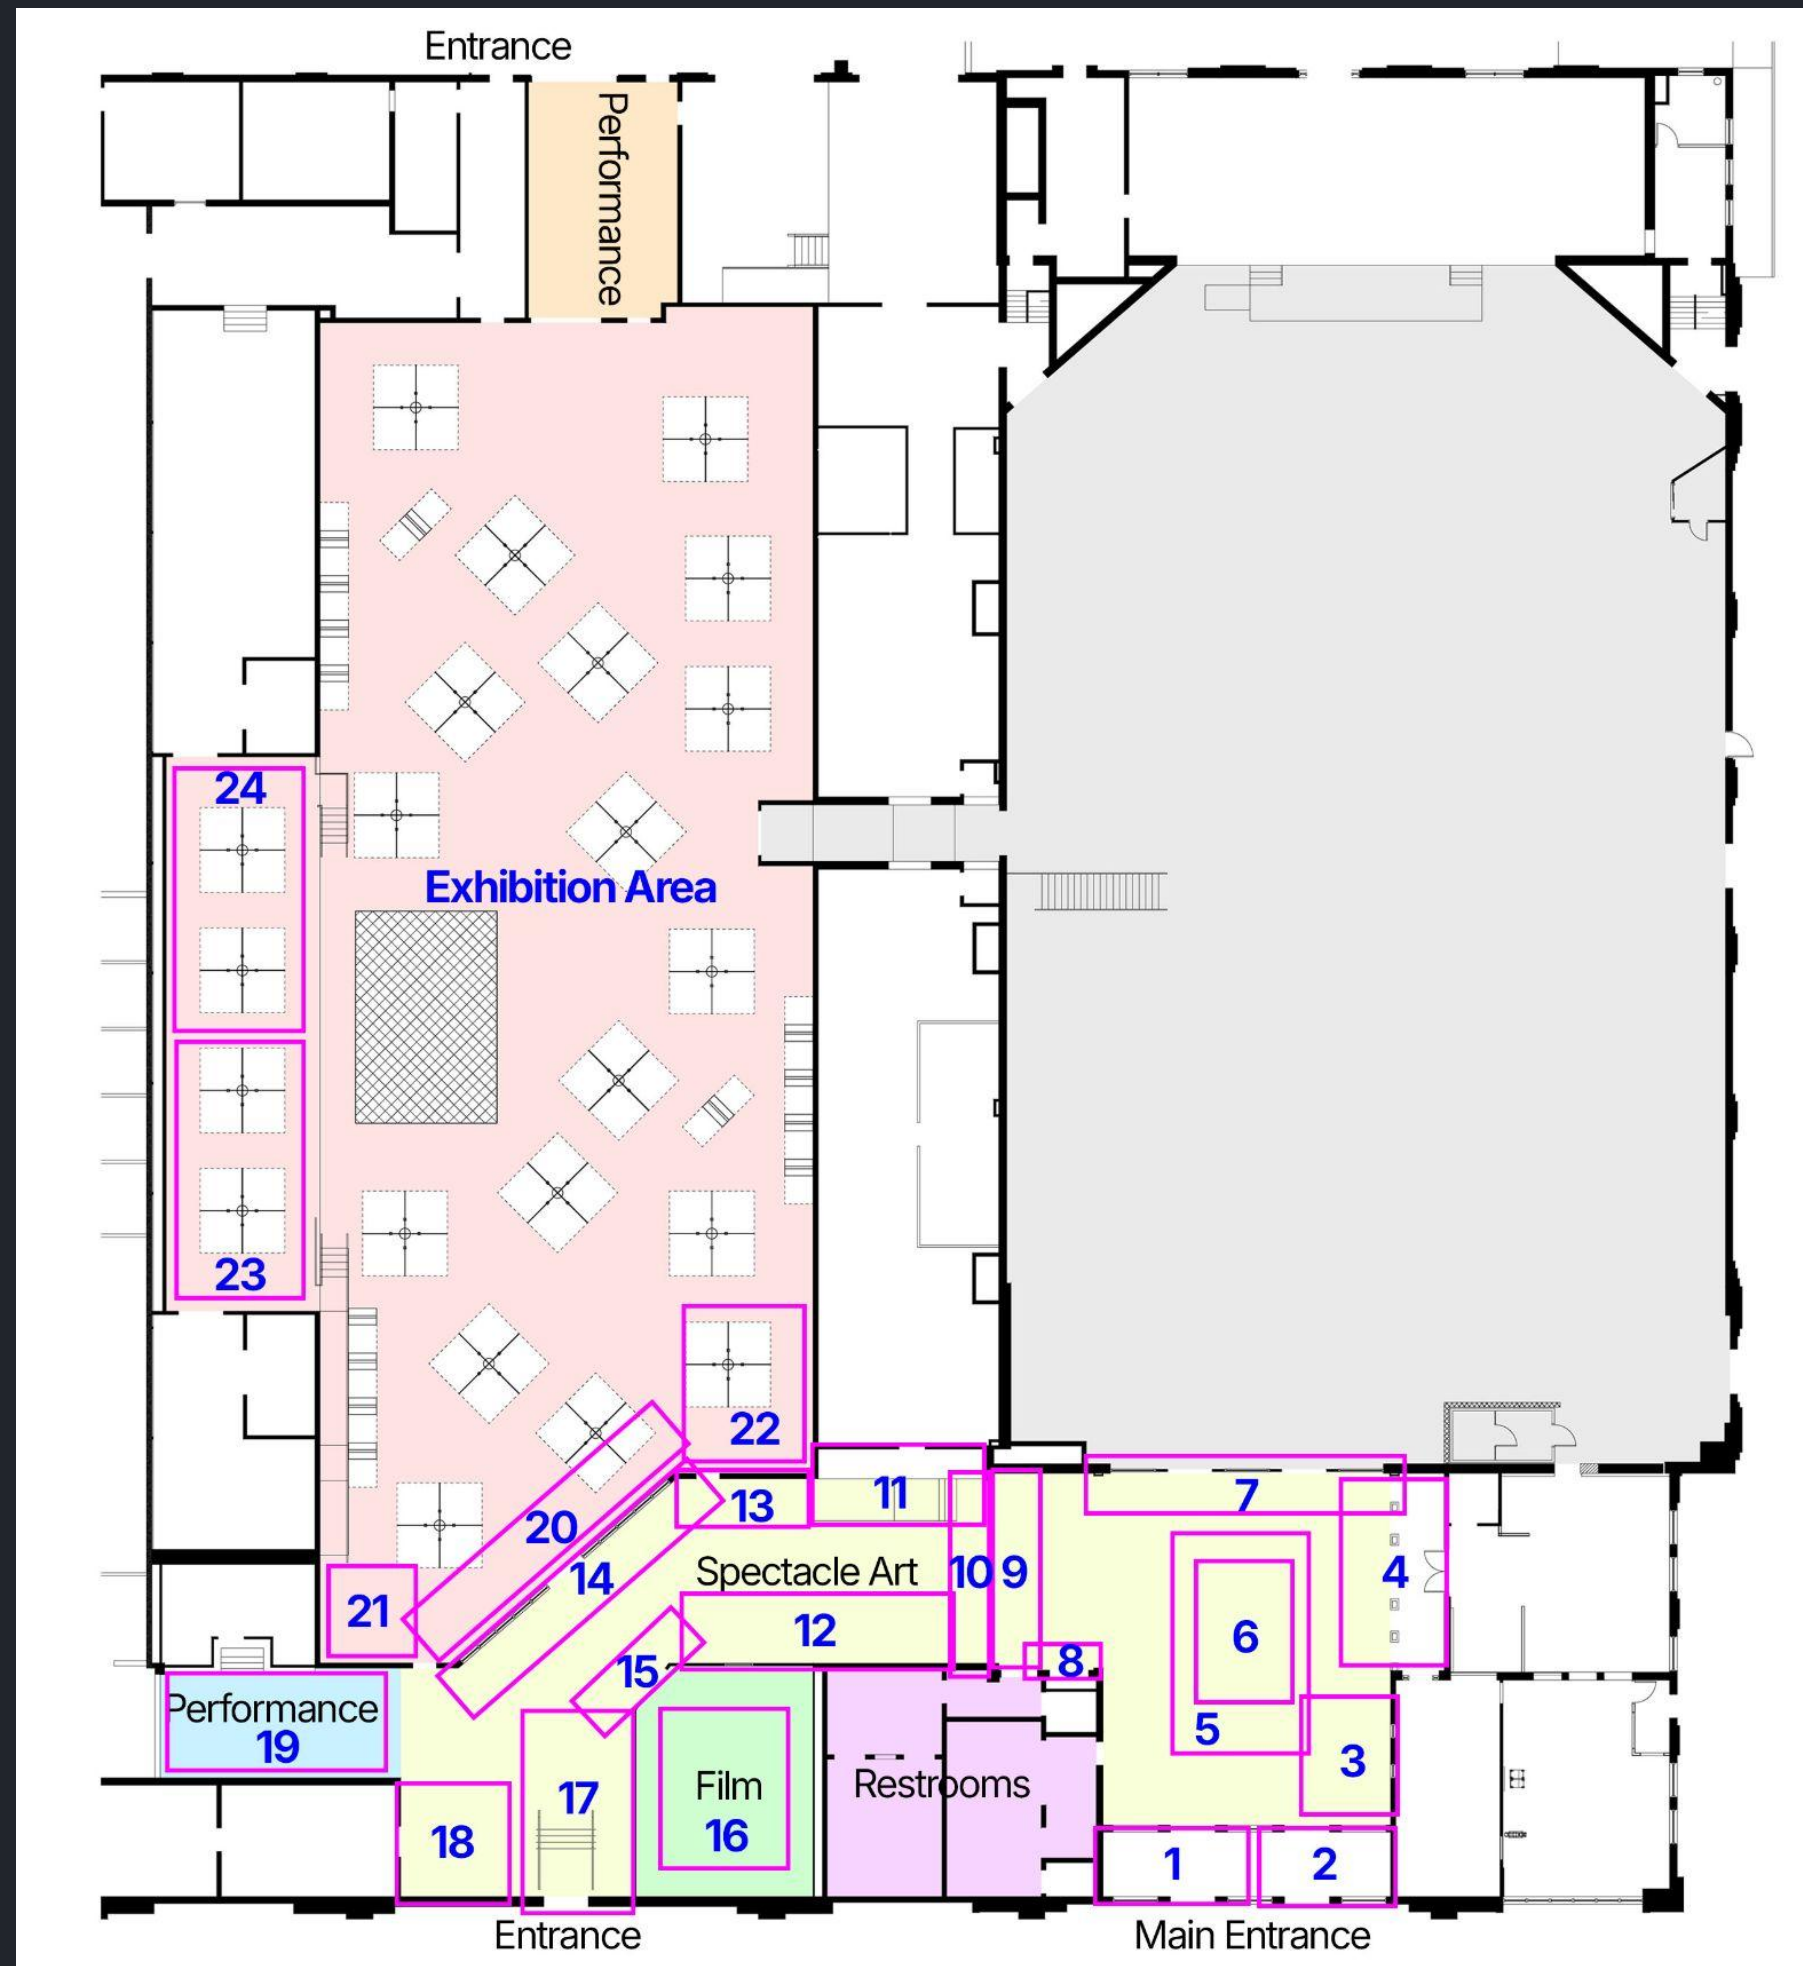 Entrance
Performance
24
Exhibition Area
23
22
11
13
7
20
14
Spectacle Art
10
9
4
21
12
6
15
8
Performance
19
5
3
17
Film
16
Restrooms
18
1
2
Entrance
Main Entrance